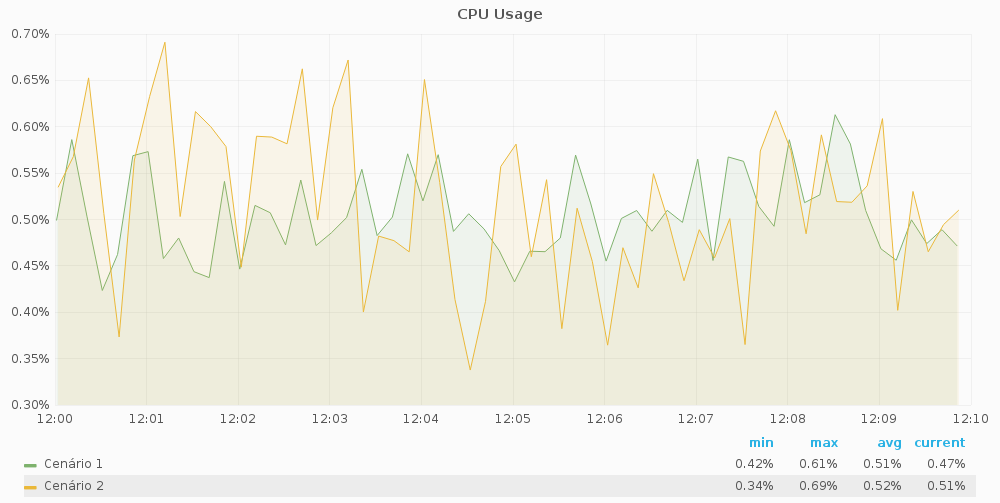 CPU Usage
0.70%
0.65%
0.60%
0.55%
0.50%
0.45%
0.40%
0.35%
0.30%
12:00 12:01 12:02 12:03 12:04 12:05 12:06 12:07 12:08 12:09 12:10
min max avg current
Cenário 1 0.42% 0.61% 0.51% 0.47%
Cenário 2 0.34% 0.69% 0.52% 0.51%